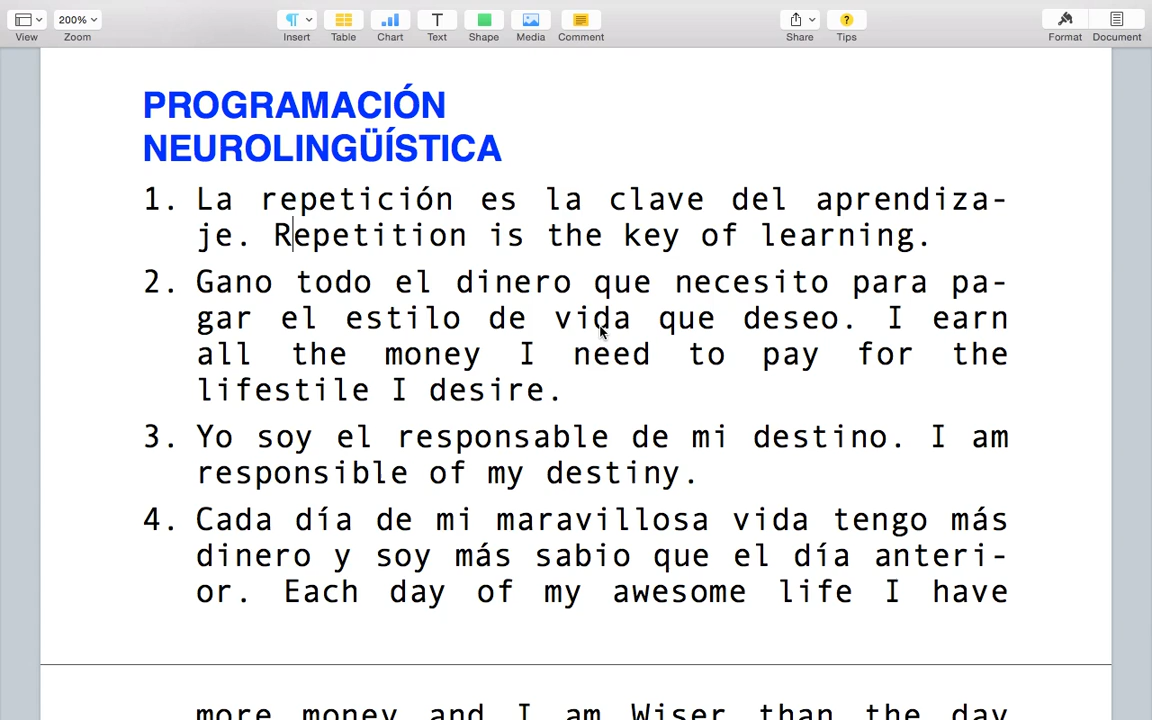 View
200%
Zoom
Insert
Table
Chart
T
Text
Shape
Media
Comment
Share
?
Tips
Format
Document
PROGRAMACIÓN
NEUROLINGÜÍSTICA
1. La repetición es la clave del aprendiza-
je. Repetition is the key of learning.
2. Gano todo el dinero que necesito para pa-
gar el estilo de vida que deseo. I earn
all the money I need to pay for the
lifestile I desire.
3. Yo soy el responsable de mi destino. I am
responsible of my destiny.
4. Cada día de mi maravillosa vida tengo más
dinero y soy más sabio que el día anteri-
or. Each day of my awesome life I have
more money and I am Wiser than the day